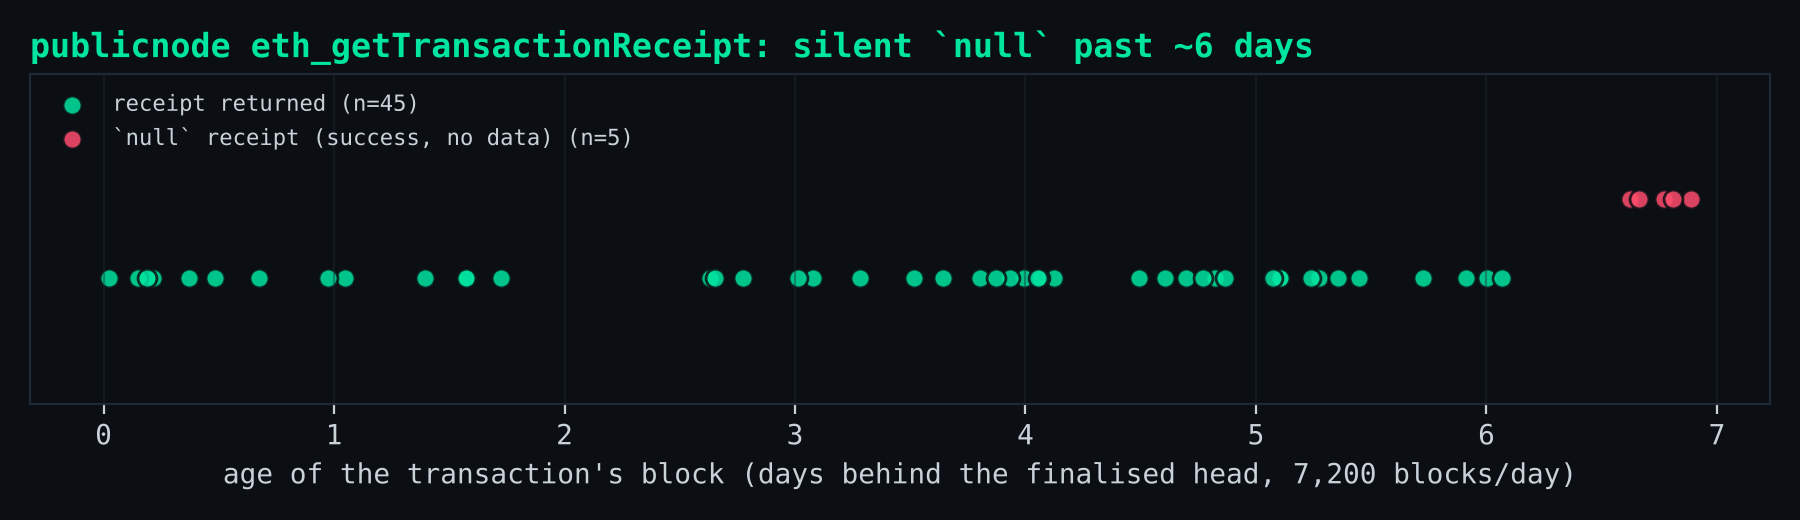 publicnode eth_getTransactionReceipt: silent `null` past ~6 days
receipt returned (n=45)
`null` receipt (success, no data) (n=5)
0 1 2 3 4 5 6 7
age of the transaction's block (days behind the finalised head, 7,200 blocks/day)